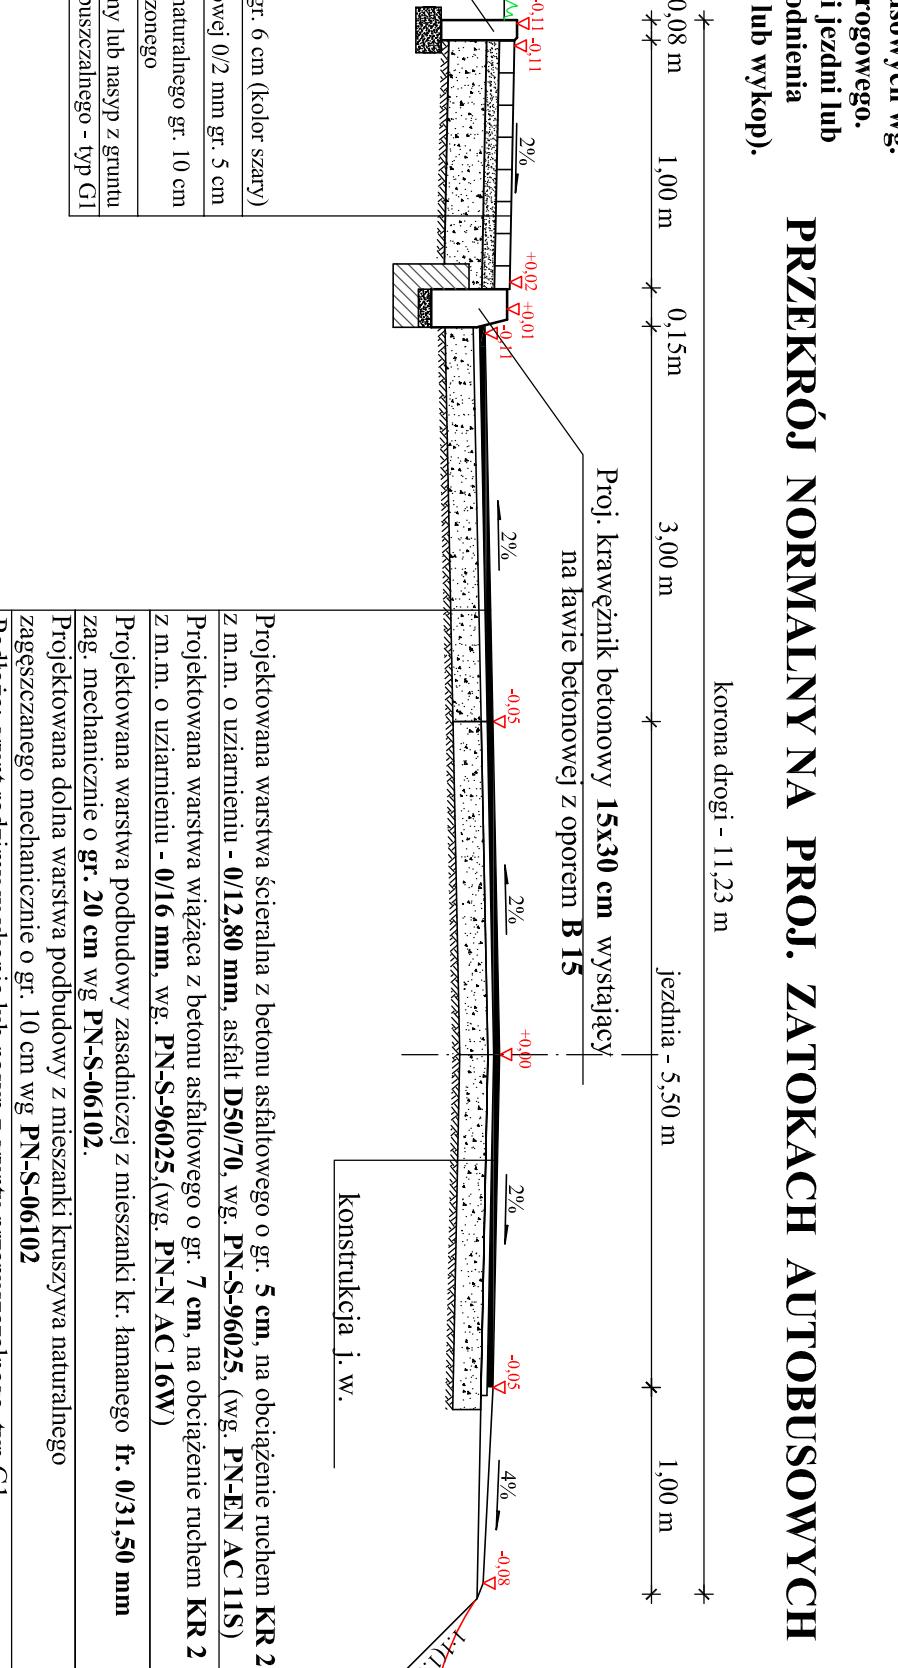 sowych wg.
rogowego.
i jezdni lub
odnienia
lub wykop).
PRZEKRÓJ NORMALNY NA PROJ. ZATOKACH AUTOBUSOWYCH
korona drogi - 11,23 m
0,08 m
1,00 m
0,15m
3,00 m
jezdnia - 5,50 m
1,00 m
Proj. krawężnik betonowy 15x30 cm wystający
na ławie betonowej z oporem B 15
-0,11
-0,11
+0,02
+0,01
-0,11
-0,05
+0,00
-0,05
-0,08
2%
2%
2%
2%
4%
konstrukcja j. w.
gr. 6 cm (kolor szary)
owej 0/2 mm gr. 5 cm
naturalnego gr. 10 cm
zonego
ny lub nasyp z gruntu
puszczalnego - typ G1
Projektowana warstwa ścieralna z betonu asfaltowego o gr. 5 cm, na obciążenie ruchem KR 2
z m.m. o uziarnieniu - 0/12,80 mm, asfalt D50/70, wg. PN-S-96025, (wg. PN-EN AC 11S)
Projektowana warstwa wiążąca z betonu asfaltowego o gr. 7 cm, na obciążenie ruchem KR 2
z m.m. o uziarnieniu - 0/16 mm, wg. PN-S-96025,(wg. PN-N AC 16W)
Projektowana warstwa podbudowy zasadniczej z mieszanki kr. łamanego fr. 0/31,50 mm
zag. mechanicznie o gr. 20 cm wg PN-S-06102.
Projektowana dolna warstwa podbudowy z mieszanki kruszywa naturalnego
zagęszczanego mechanicznie o gr. 10 cm wg PN-S-06102